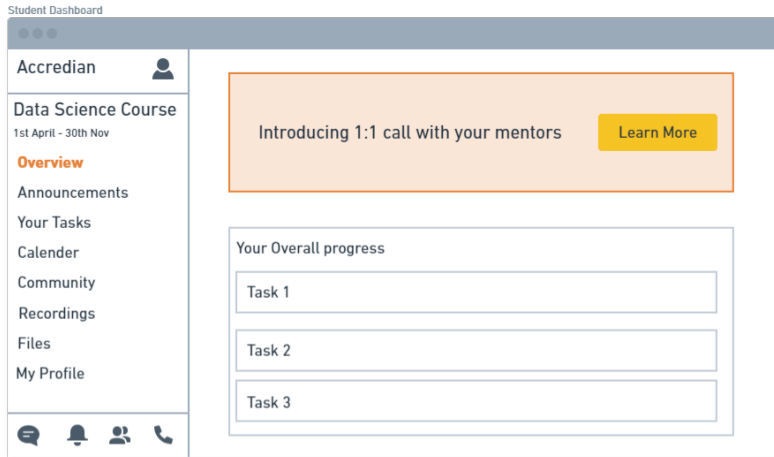 Student Dashboard
Accredian
Data Science Course
1st April - 30th Nov
Overview
Announcements
Your Tasks
Calender
Community
Recordings
Files
My Profile
Introducing 1:1 call with your mentors
Learn More
Your Overall progress
Task 1
Task 2
Task 3